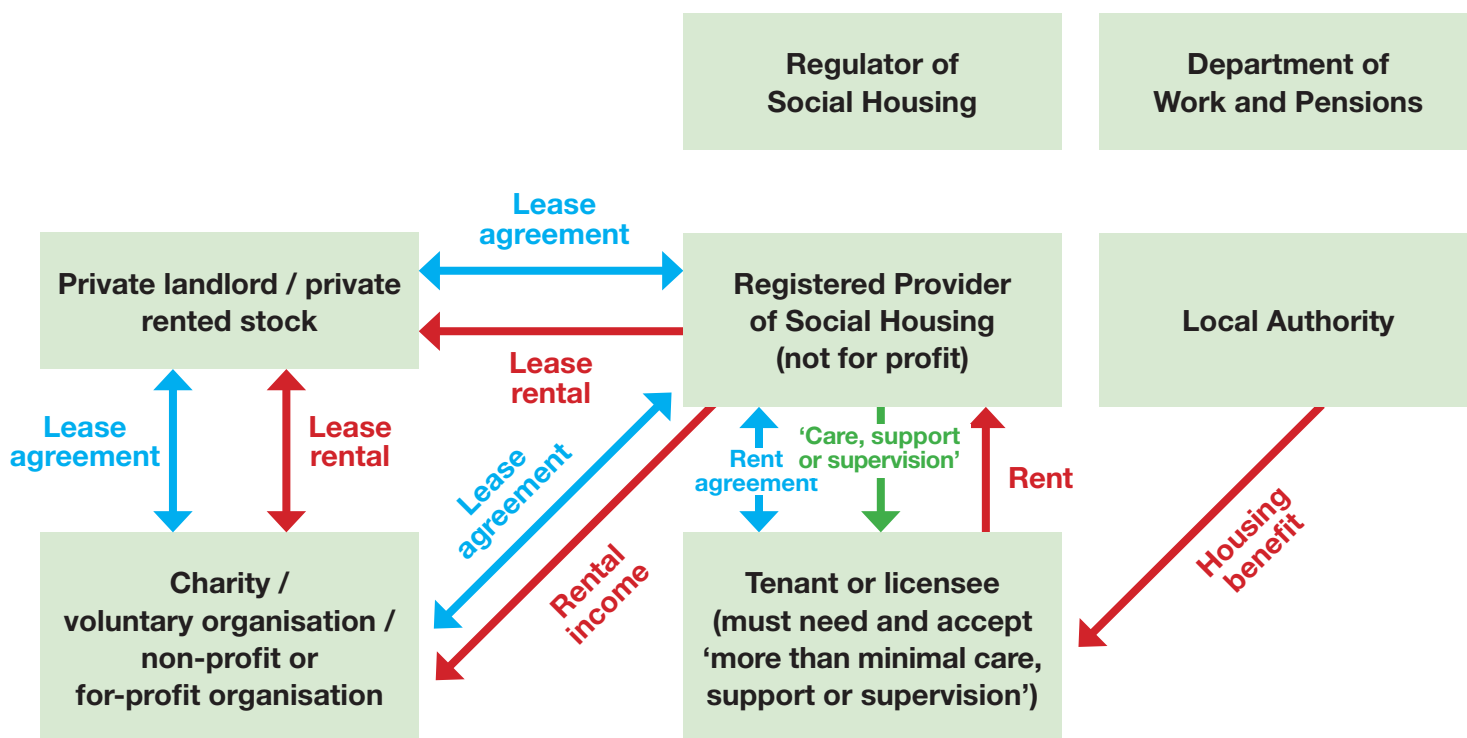 Regulator of
Social Housing
Department of
Work and Pensions
Lease
agreement
Private landlord / private
rented stock
Registered Provider
of Social Housing
(not for profit)
Local Authority
Lease
rental
Lease
agreement
Lease
rental
Lease
agreement
Rental
income
Rent
agreement
‘Care, support
or supervision’
Rent
Housing
benefit
Charity /
voluntary organisation /
non-profit or
for-profit organisation
Tenant or licensee
(must need and accept
‘more than minimal care,
support or supervision’)